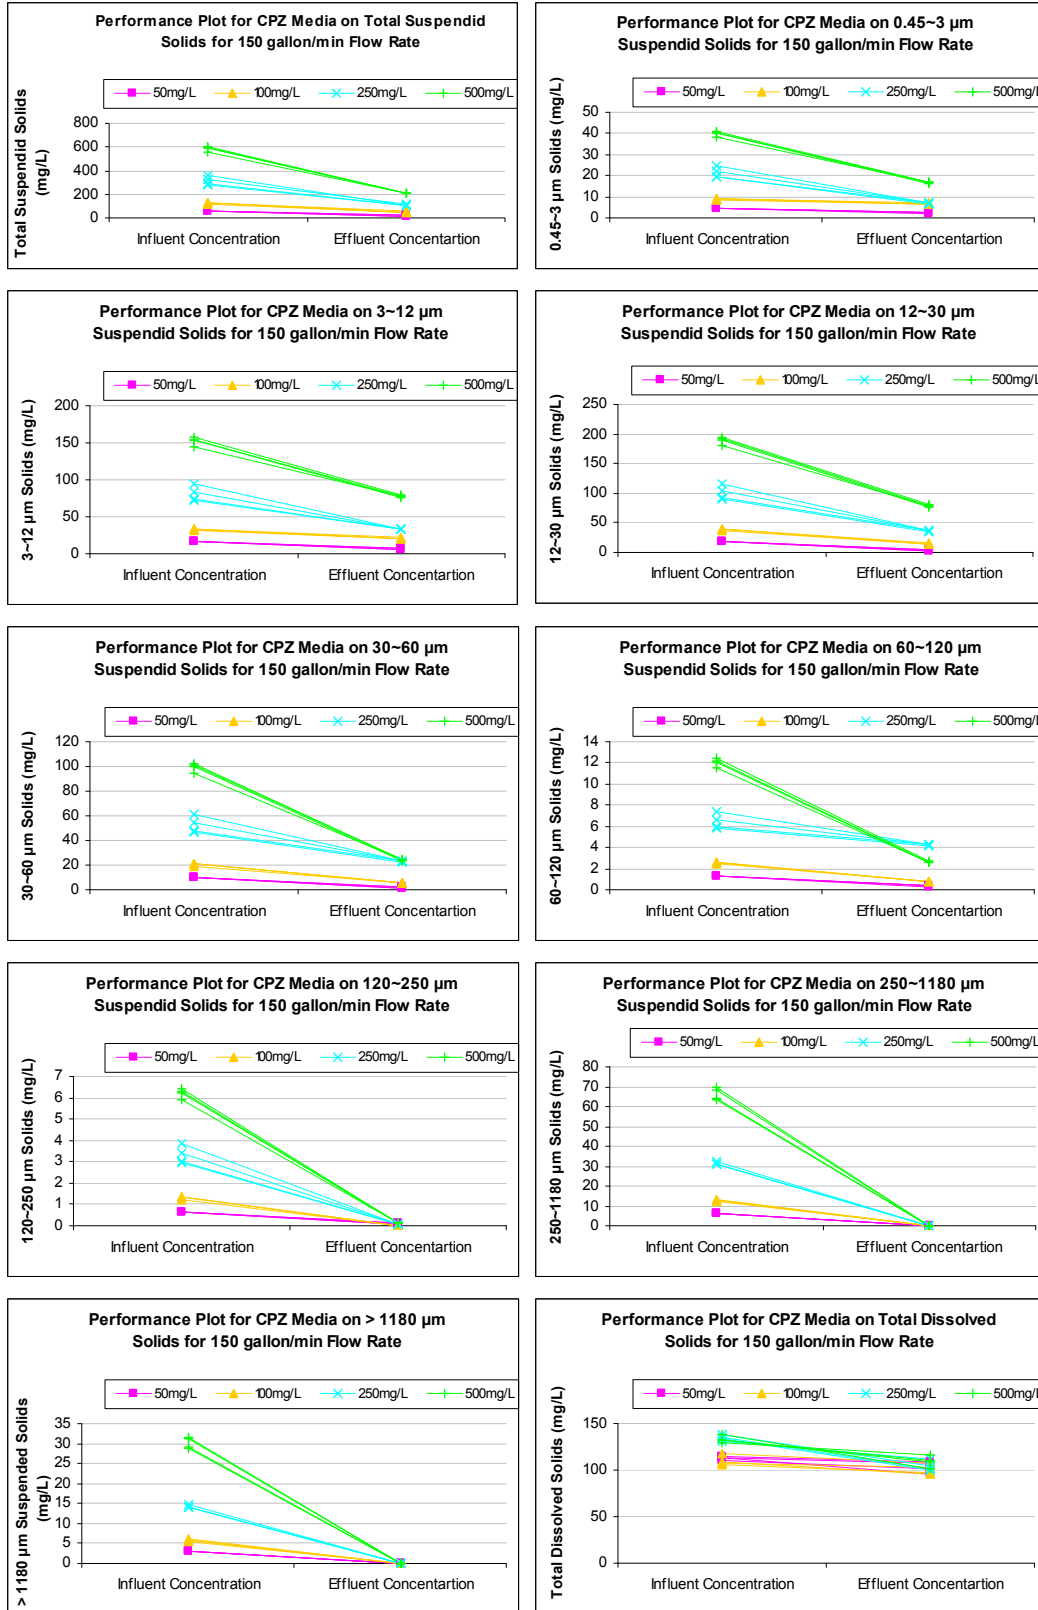 Performance Plot for CPZ Media on Total Suspendid
Solids for 150 gallon/min Flow Rate
50mg/L 100mg/L 250mg/L 500mg/L
Total Suspendid Solids
(mg/L)
800
600
400
200
0
Influent Concentration Effluent Concentartion
Performance Plot for CPZ Media on 0.45~3 µm
Suspendid Solids for 150 gallon/min Flow Rate
50mg/L 100mg/L 250mg/L 500mg/L
0.45~3 µm Solids (mg/L)
50
40
30
20
10
0
Influent Concentration Effluent Concentartion
Performance Plot for CPZ Media on 3~12 µm
Suspendid Solids for 150 gallon/min Flow Rate
50mg/L 100mg/L 250mg/L 500mg/L
3~12 µm Solids (mg/L)
200
150
100
50
0
Influent Concentration Effluent Concentartion
Performance Plot for CPZ Media on 12~30 µm
Suspendid Solids for 150 gallon/min Flow Rate
50mg/L 100mg/L 250mg/L 500mg/L
12~30 µm Solids (mg/L)
250
200
150
100
50
0
Influent Concentration Effluent Concentartion
Performance Plot for CPZ Media on 30~60 µm
Suspendid Solids for 150 gallon/min Flow Rate
50mg/L 100mg/L 250mg/L 500mg/L
30~60 µm Solids (mg/L)
120
100
80
60
40
20
0
Influent Concentration Effluent Concentartion
Performance Plot for CPZ Media on 60~120 µm
Suspendid Solids for 150 gallon/min Flow Rate
50mg/L 100mg/L 250mg/L 500mg/L
60~120 µm Solids (mg/L)
14
12
10
8
6
4
2
0
Influent Concentration Effluent Concentartion
Performance Plot for CPZ Media on 120~250 µm
Suspendid Solids for 150 gallon/min Flow Rate
50mg/L 100mg/L 250mg/L 500mg/L
120~250 µm Solids (mg/L)
7
6
5
4
3
2
1
0
Influent Concentration Effluent Concentartion
Performance Plot for CPZ Media on 250~1180 µm
Suspendid Solids for 150 gallon/min Flow Rate
50mg/L 100mg/L 250mg/L 500mg/L
250~1180 µm Solids (mg/L)
80
70
60
50
40
30
20
10
0
Influent Concentration Effluent Concentartion
Performance Plot for CPZ Media on > 1180 µm
Solids for 150 gallon/min Flow Rate
50mg/L 100mg/L 250mg/L 500mg/L
> 1180 µm Suspended Solids
(mg/L)
35
30
25
20
15
10
5
0
Influent Concentration Effluent Concentartion
Performance Plot for CPZ Media on Total Dissolved
Solids for 150 gallon/min Flow Rate
50mg/L 100mg/L 250mg/L 500mg/L
Total Dissolved Solids (mg/L)
150
100
50
0
Influent Concentration Effluent Concentartion